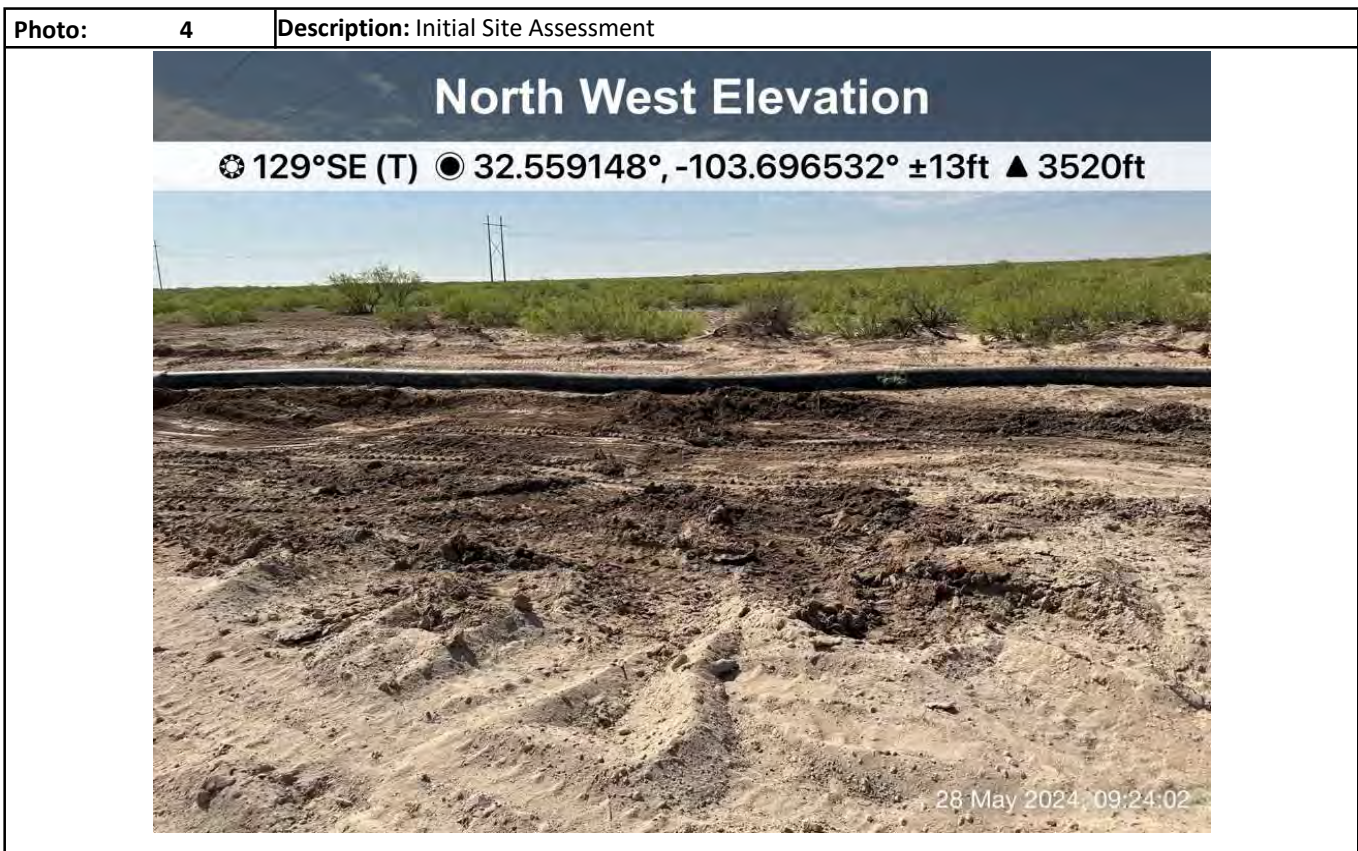 Photo: 4 Description: Initial Site Assessment
North West Elevation
129°SE (T) 32.559148°, -103.696532° ±13ft ▲ 3520ft
28 May 2024, 09:24:02